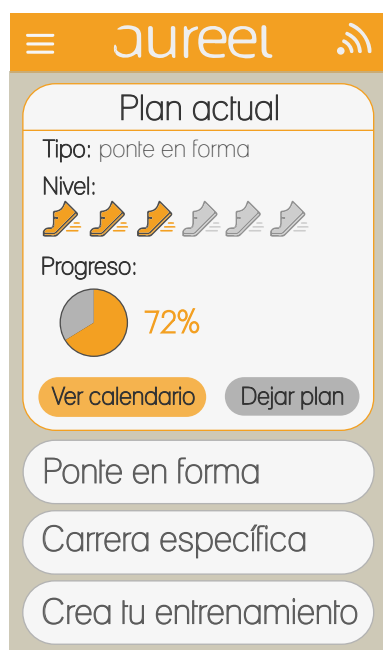 aureel
Plan actual
Tipo: ponte en forma
Nivel:
Progreso:
72%
Ver calendario
Dejar plan
Ponte en forma
Carrera específica
Crea tu entrenamiento